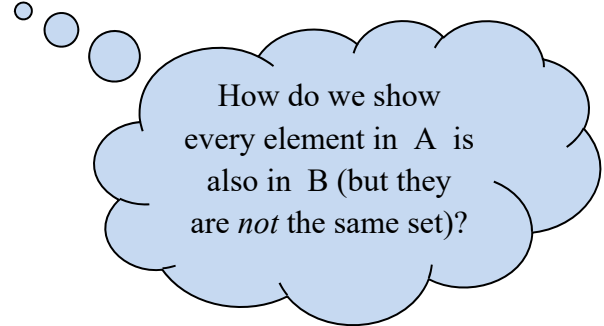 How do we show
every element in A is
also in B (but they
are not the same set)?